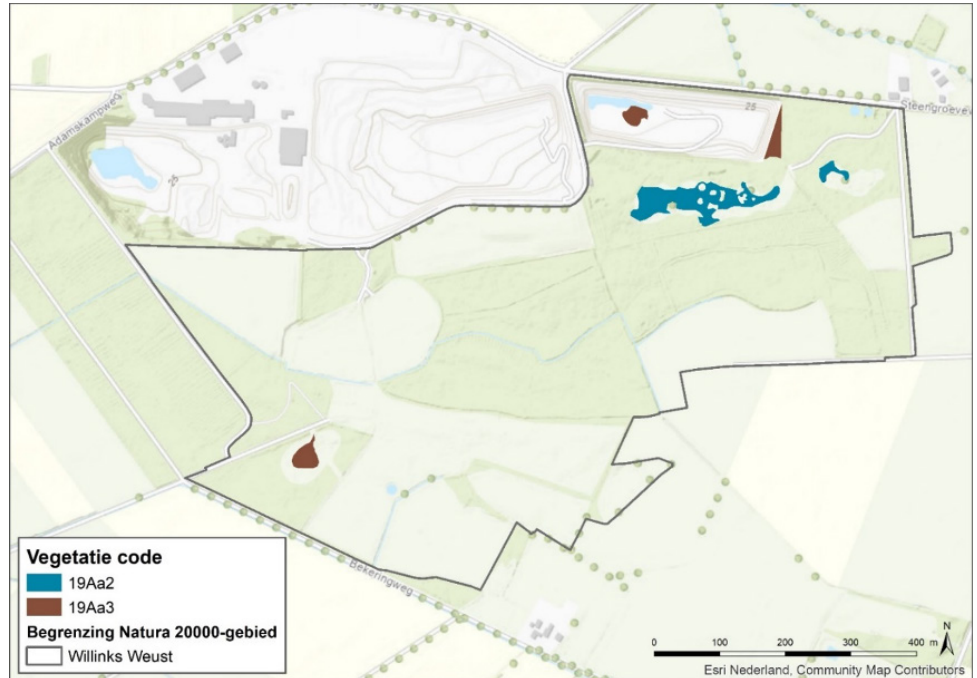 Adamskampweg
25
25
Steengroeve
Bekeringweg
Vegetatie code
19Aa2
19Aa3
Begrenzing Natura 20000-gebied
Willinks Weust
N
0 100 200 300 400 m
Esri Nederland, Community Map Contributors